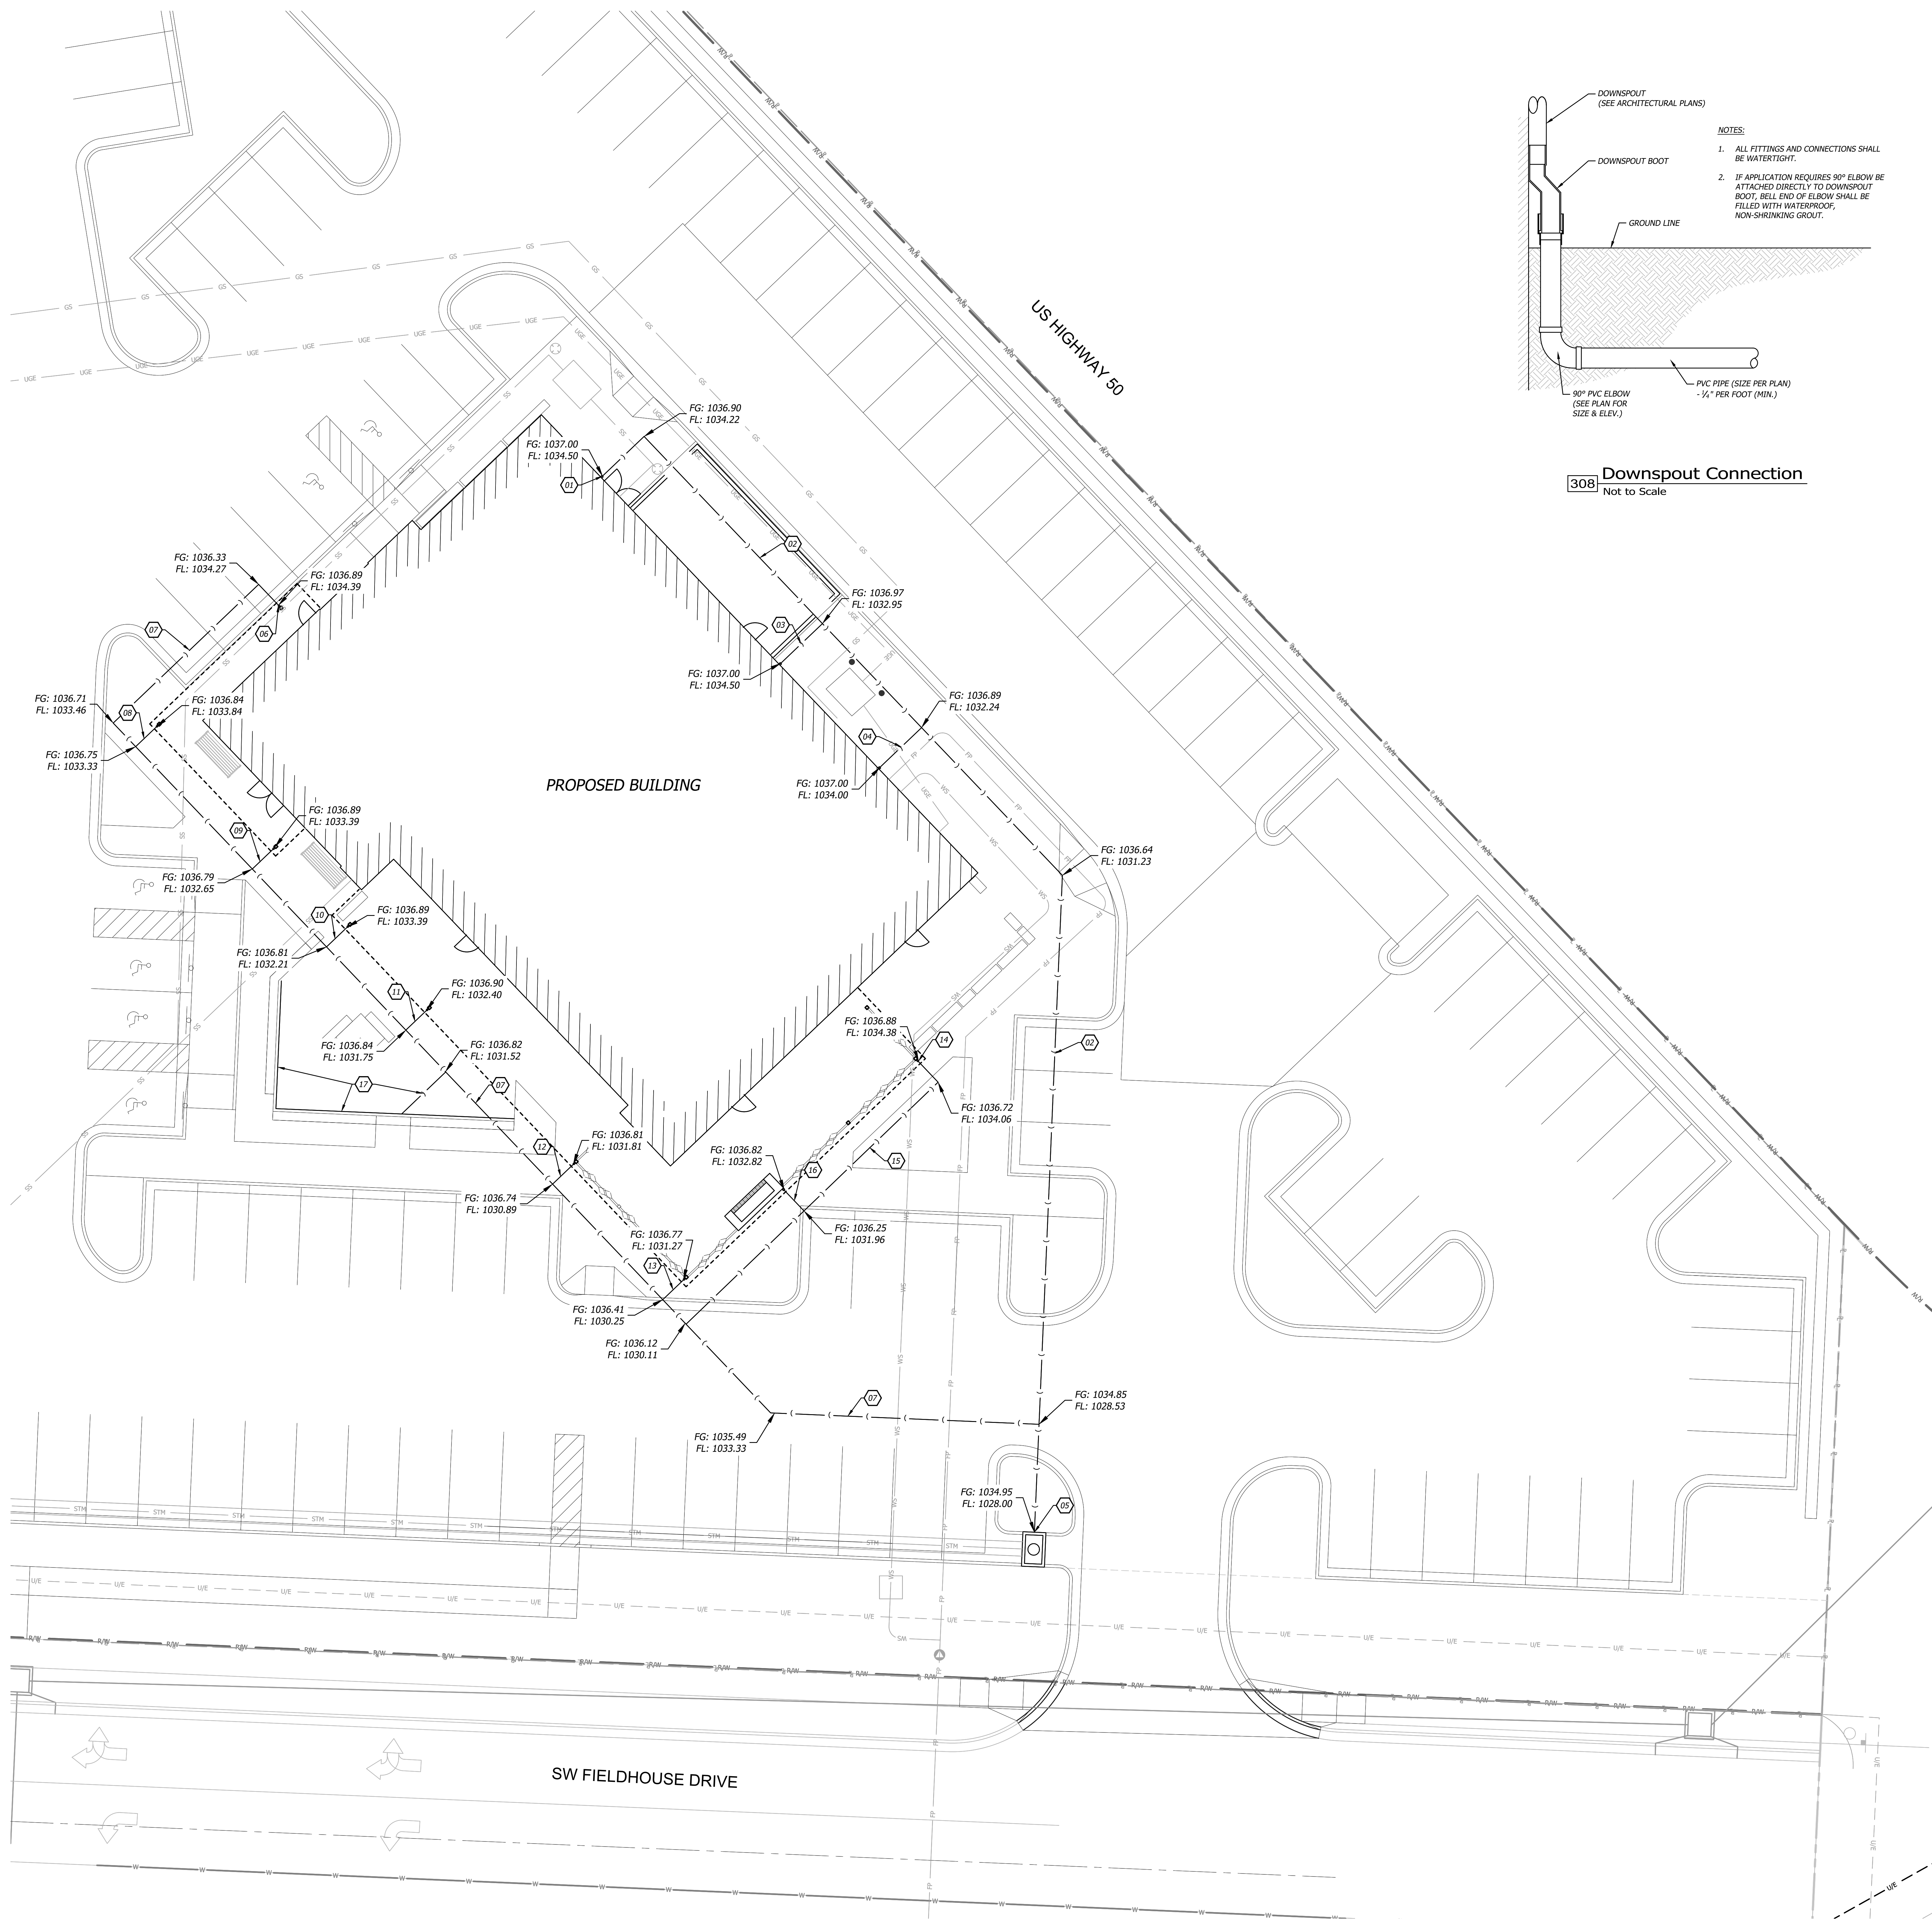 DOWNSPOUT
(SEE ARCHITECTURAL PLANS)
NOTES:
1. ALL FITTINGS AND CONNECTIONS SHALL
BE WATERTIGHT.
DOWNSPOUT BOOT
2. IF APPLICATION REQUIRES 90° ELBOW BE
ATTACHED DIRECTLY TO DOWNSPOUT
BOOT, BELL END OF ELBOW SHALL BE
FILLED WITH WATERPROOF,
NON-SHRINKING GROUT.
GROUND LINE
PVC PIPE (SIZE PER PLAN)
- ¼" PER FOOT (MIN.)
90° PVC ELBOW
(SEE PLAN FOR
SIZE & ELEV.)
308 Downspout Connection
Not to Scale
US HIGHWAY 50
FG: 1036.90
FL: 1034.22
FG: 1037.00
FL: 1034.50
01
02
FG: 1036.33
FL: 1034.27
FG: 1036.89
FL: 1034.39
FG: 1036.97
FL: 1032.95
07
06
03
FG: 1037.00
FL: 1034.50
FG: 1036.71
FL: 1033.46
08
FG: 1036.84
FL: 1033.84
FG: 1036.89
FL: 1032.24
04
FG: 1036.75
FL: 1033.33
PROPOSED BUILDING
FG: 1037.00
FL: 1034.00
FG: 1036.89
FL: 1033.39
09
FG: 1036.64
FL: 1031.23
FG: 1036.79
FL: 1032.65
10
FG: 1036.89
FL: 1033.39
FG: 1036.81
FL: 1032.21
11
FG: 1036.90
FL: 1032.40
FG: 1036.88
FL: 1034.38
14
02
FG: 1036.84
FL: 1031.75
FG: 1036.82
FL: 1031.52
17
07
FG: 1036.72
FL: 1034.06
12
FG: 1036.81
FL: 1031.81
FG: 1036.82
FL: 1032.82
15
16
FG: 1036.74
FL: 1030.89
FG: 1036.77
FL: 1031.27
FG: 1036.25
FL: 1031.96
13
FG: 1036.41
FL: 1030.25
FG: 1036.12
FL: 1030.11
07
FG: 1034.85
FL: 1028.53
FG: 1035.49
FL: 1033.33
FG: 1034.95
FL: 1028.00
05
SW FIELDHOUSE DRIVE
GS
UGE
SS
WS
FP
STM
U/E
R/W
W